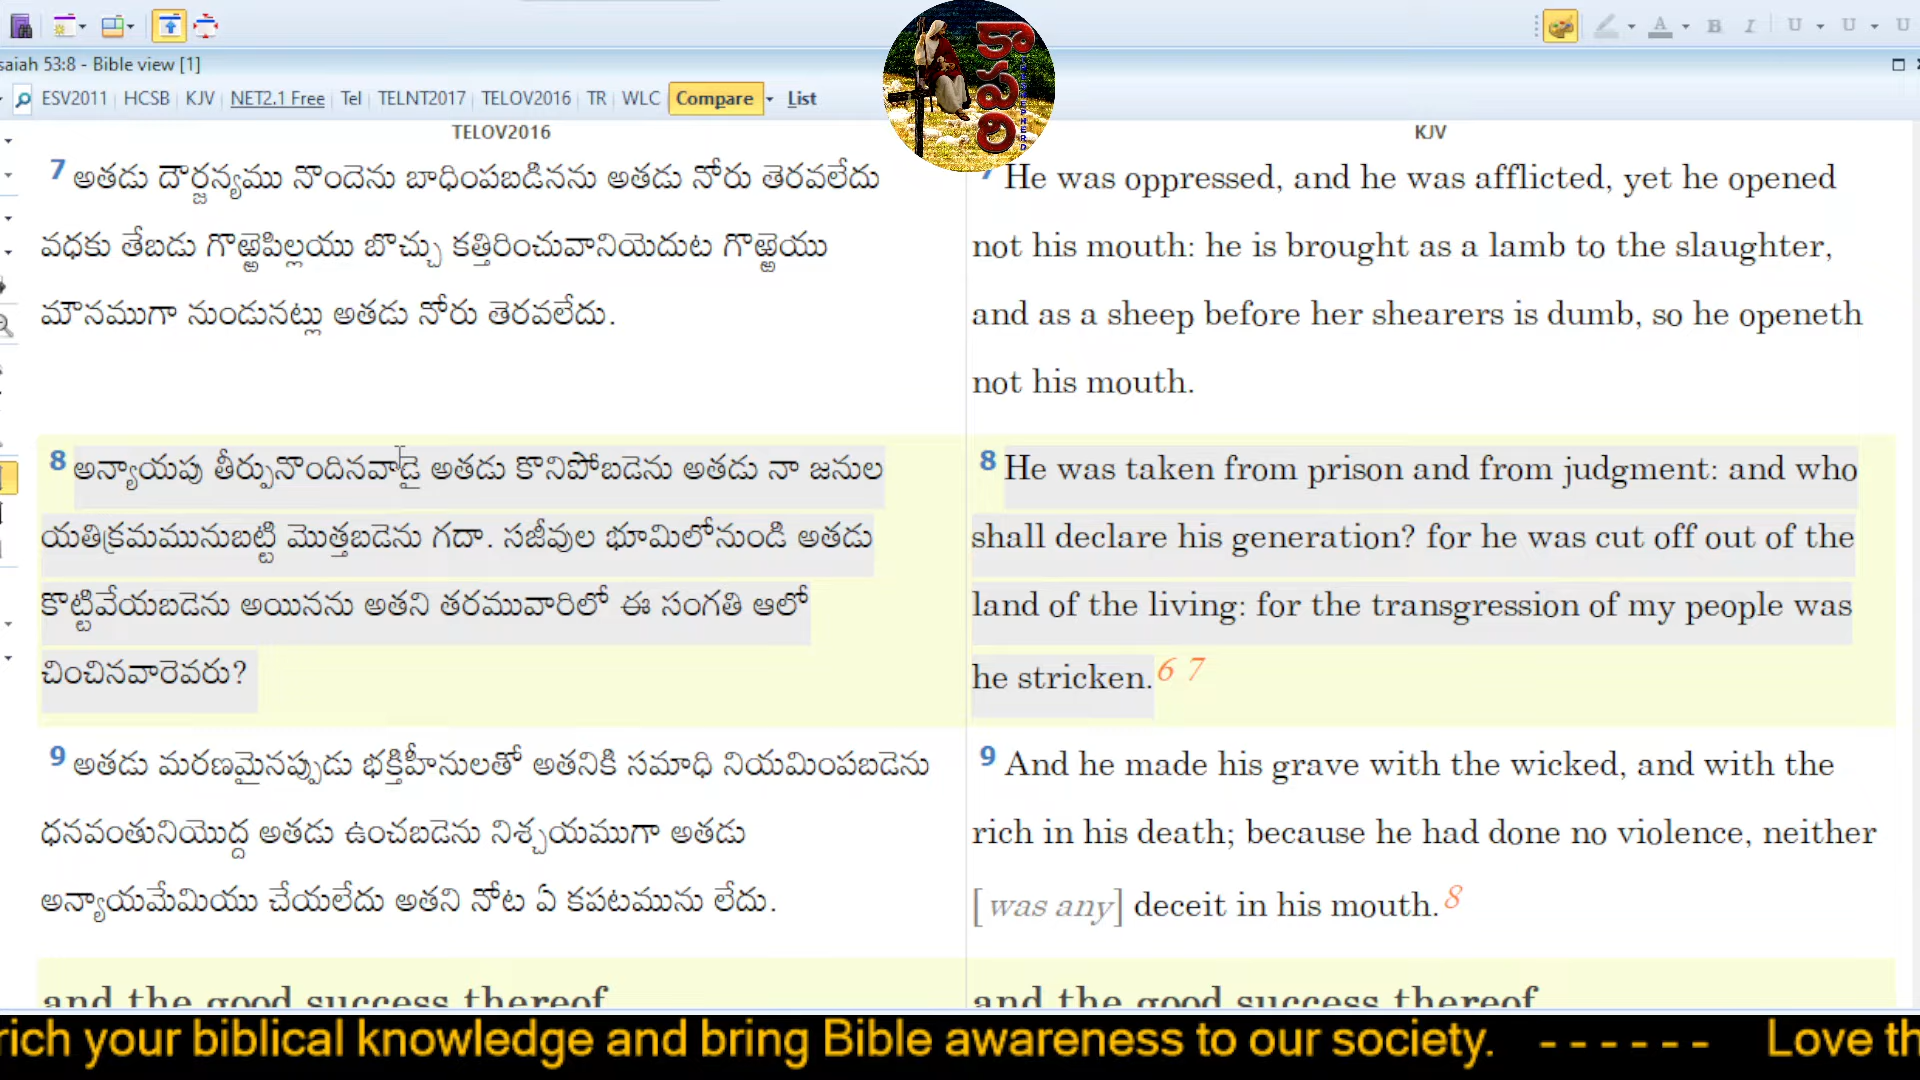 saiah 53:8 - Bible view [1]
ESV2011 HCSB KJV NET2.1 Free Tel TELNT2017 TELOV2016 TR WLC Compare List
B I U U U
కాపరి
TELOV2016
7 అతడు దౌర్జన్యము నొందెను బాధింపబడినను అతడు నోరు తెరవలేదు
వధకు తేబడు గొఱ్ఱెపిల్లయు బొచ్చు కత్తిరించువానియెదుట గొఱ్ఱెయు
మౌనముగా నుండునట్లు అతడు నోరు తెరవలేదు.
8 అన్యాయపు తీర్పునొందినవాడై అతడు కొనిపోబడెను అతడు నా జనుల
యతిక్రమమునుబట్టి మొత్తబడెను గదా. సజీవుల భూమిలోనుండి అతడు
కొట్టివేయబడెను అయినను అతని తరమువారిలో ఈ సంగతి ఆలో
చించినవారెవరు?
9 అతడు మరణమైనప్పుడు భక్తిహీనులతో అతనికి సమాధి నియమింపబడెను
ధనవంతునియొద్ద అతడు ఉంచబడెను నిశ్చయముగా అతడు
అన్యాయమేమియు చేయలేదు అతని నోట ఏ కపటమును లేదు.
and the good success thereof
KJV
7 He was oppressed, and he was afflicted, yet he opened
not his mouth: he is brought as a lamb to the slaughter,
and as a sheep before her shearers is dumb, so he openeth
not his mouth.
8 He was taken from prison and from judgment: and who
shall declare his generation? for he was cut off out of the
land of the living: for the transgression of my people was
he stricken. 6 7
9 And he made his grave with the wicked, and with the
rich in his death; because he had done no violence, neither
[was any] deceit in his mouth. 8
and the good success thereof
rich your biblical knowledge and bring Bible awareness to our society. - - - - - - Love th